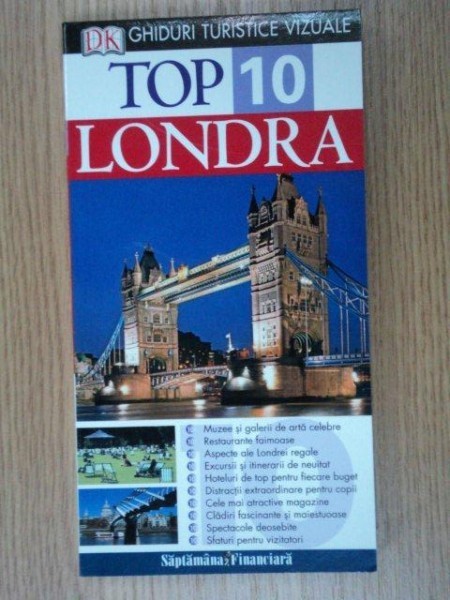 DK GHIDURI TURISTICE VIZUALE
TOP 10
LONDRA
Muzee și galerii de artă celebre
Restaurante faimoase
Aspecte ale Londrei regale
Excursii și itinerarii de neuitat
Hoteluri de top pentru fiecare buget
Distracții extraordinare pentru copii
Cele mai atractive magazine
Clădiri fascinante și maiestuoase
Spectacole deosebite
Sfaturi pentru vizitatori
Săptămâna Financiară